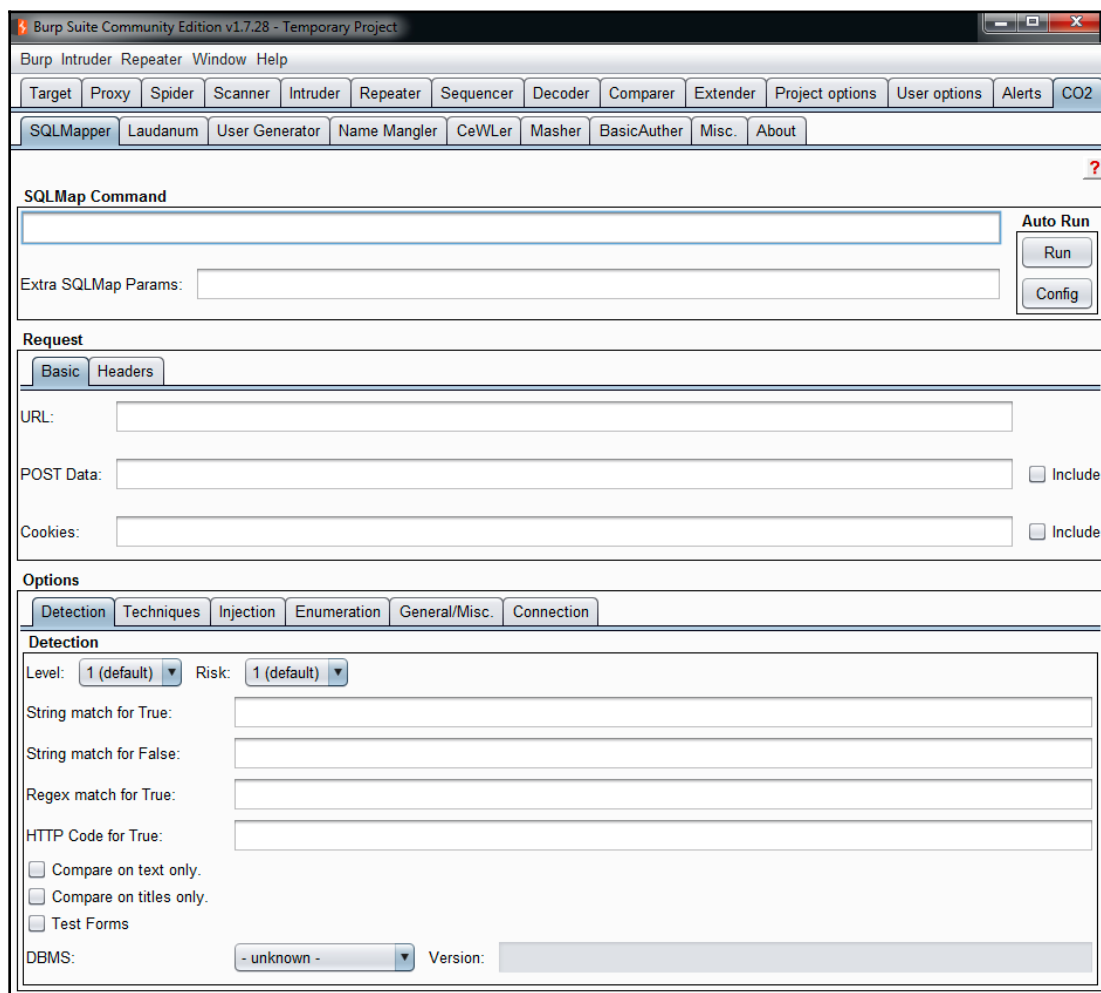 Burp Suite Community Edition v1.7.28 - Temporary Project
Burp Intruder Repeater Window Help
Target Proxy Spider Scanner Intruder Repeater Sequencer Decoder Comparer Extender Project options User options Alerts CO2
SQLMapper Laudanum User Generator Name Mangler CeWLer Masher BasicAuther Misc. About
?
SQLMap Command
Auto Run
Run
Extra SQLMap Params:
Config
Request
Basic Headers
URL:
POST Data: Include
Cookies: Include
Options
Detection Techniques Injection Enumeration General/Misc. Connection
Detection
Level: 1 (default) Risk: 1 (default)
String match for True:
String match for False:
Regex match for True:
HTTP Code for True:
Compare on text only.
Compare on titles only.
Test Forms
DBMS: - unknown - Version: